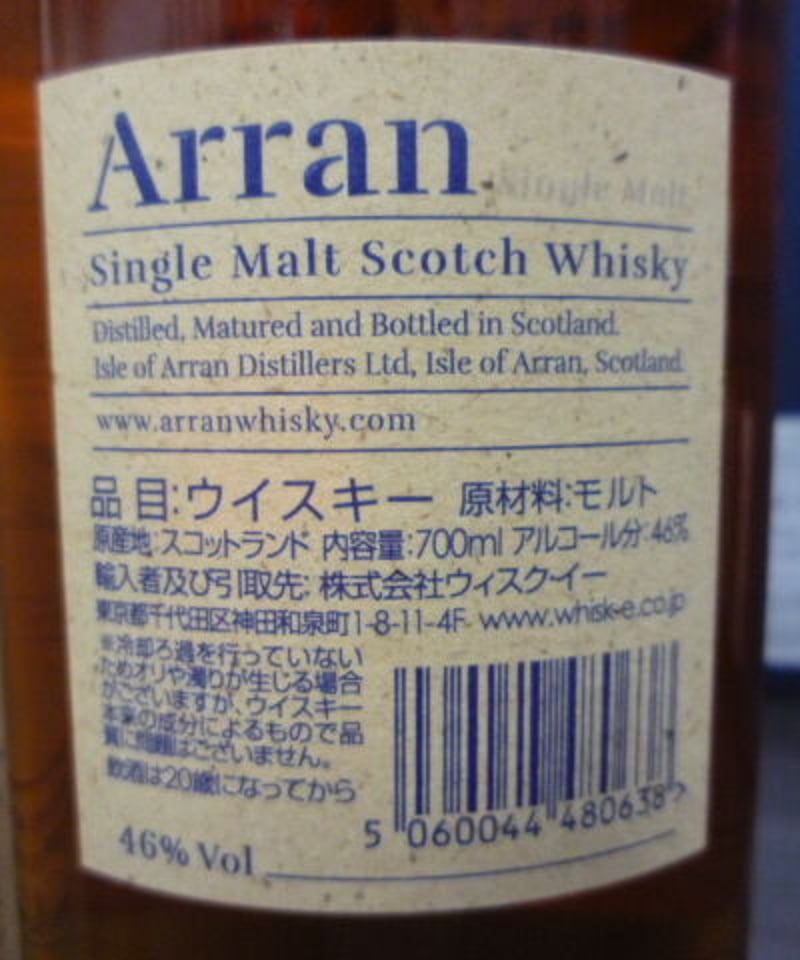 Arran
Single Malt
Single Malt Scotch Whisky
Distilled, Matured and Bottled in Scotland.
Isle of Arran Distillers Ltd, Isle of Arran, Scotland.
www.arranwhisky.com
品目:ウイスキー 原材料:モルト
原産地:スコットランド 内容量:700ml アルコール分:46%
輸入者及び引取先: 株式会社ウィスク・イー
東京都千代田区神田和泉町1-8-11-4F www.whisk-e.co.jp
※冷却ろ過を行っていない
ためオリや濁りが生じる場合
がございますが、ウイスキー
本来の成分によるもので品
質に問題はございません。
飲酒は20歳になってから
5 060044 480638 >
46% Vol